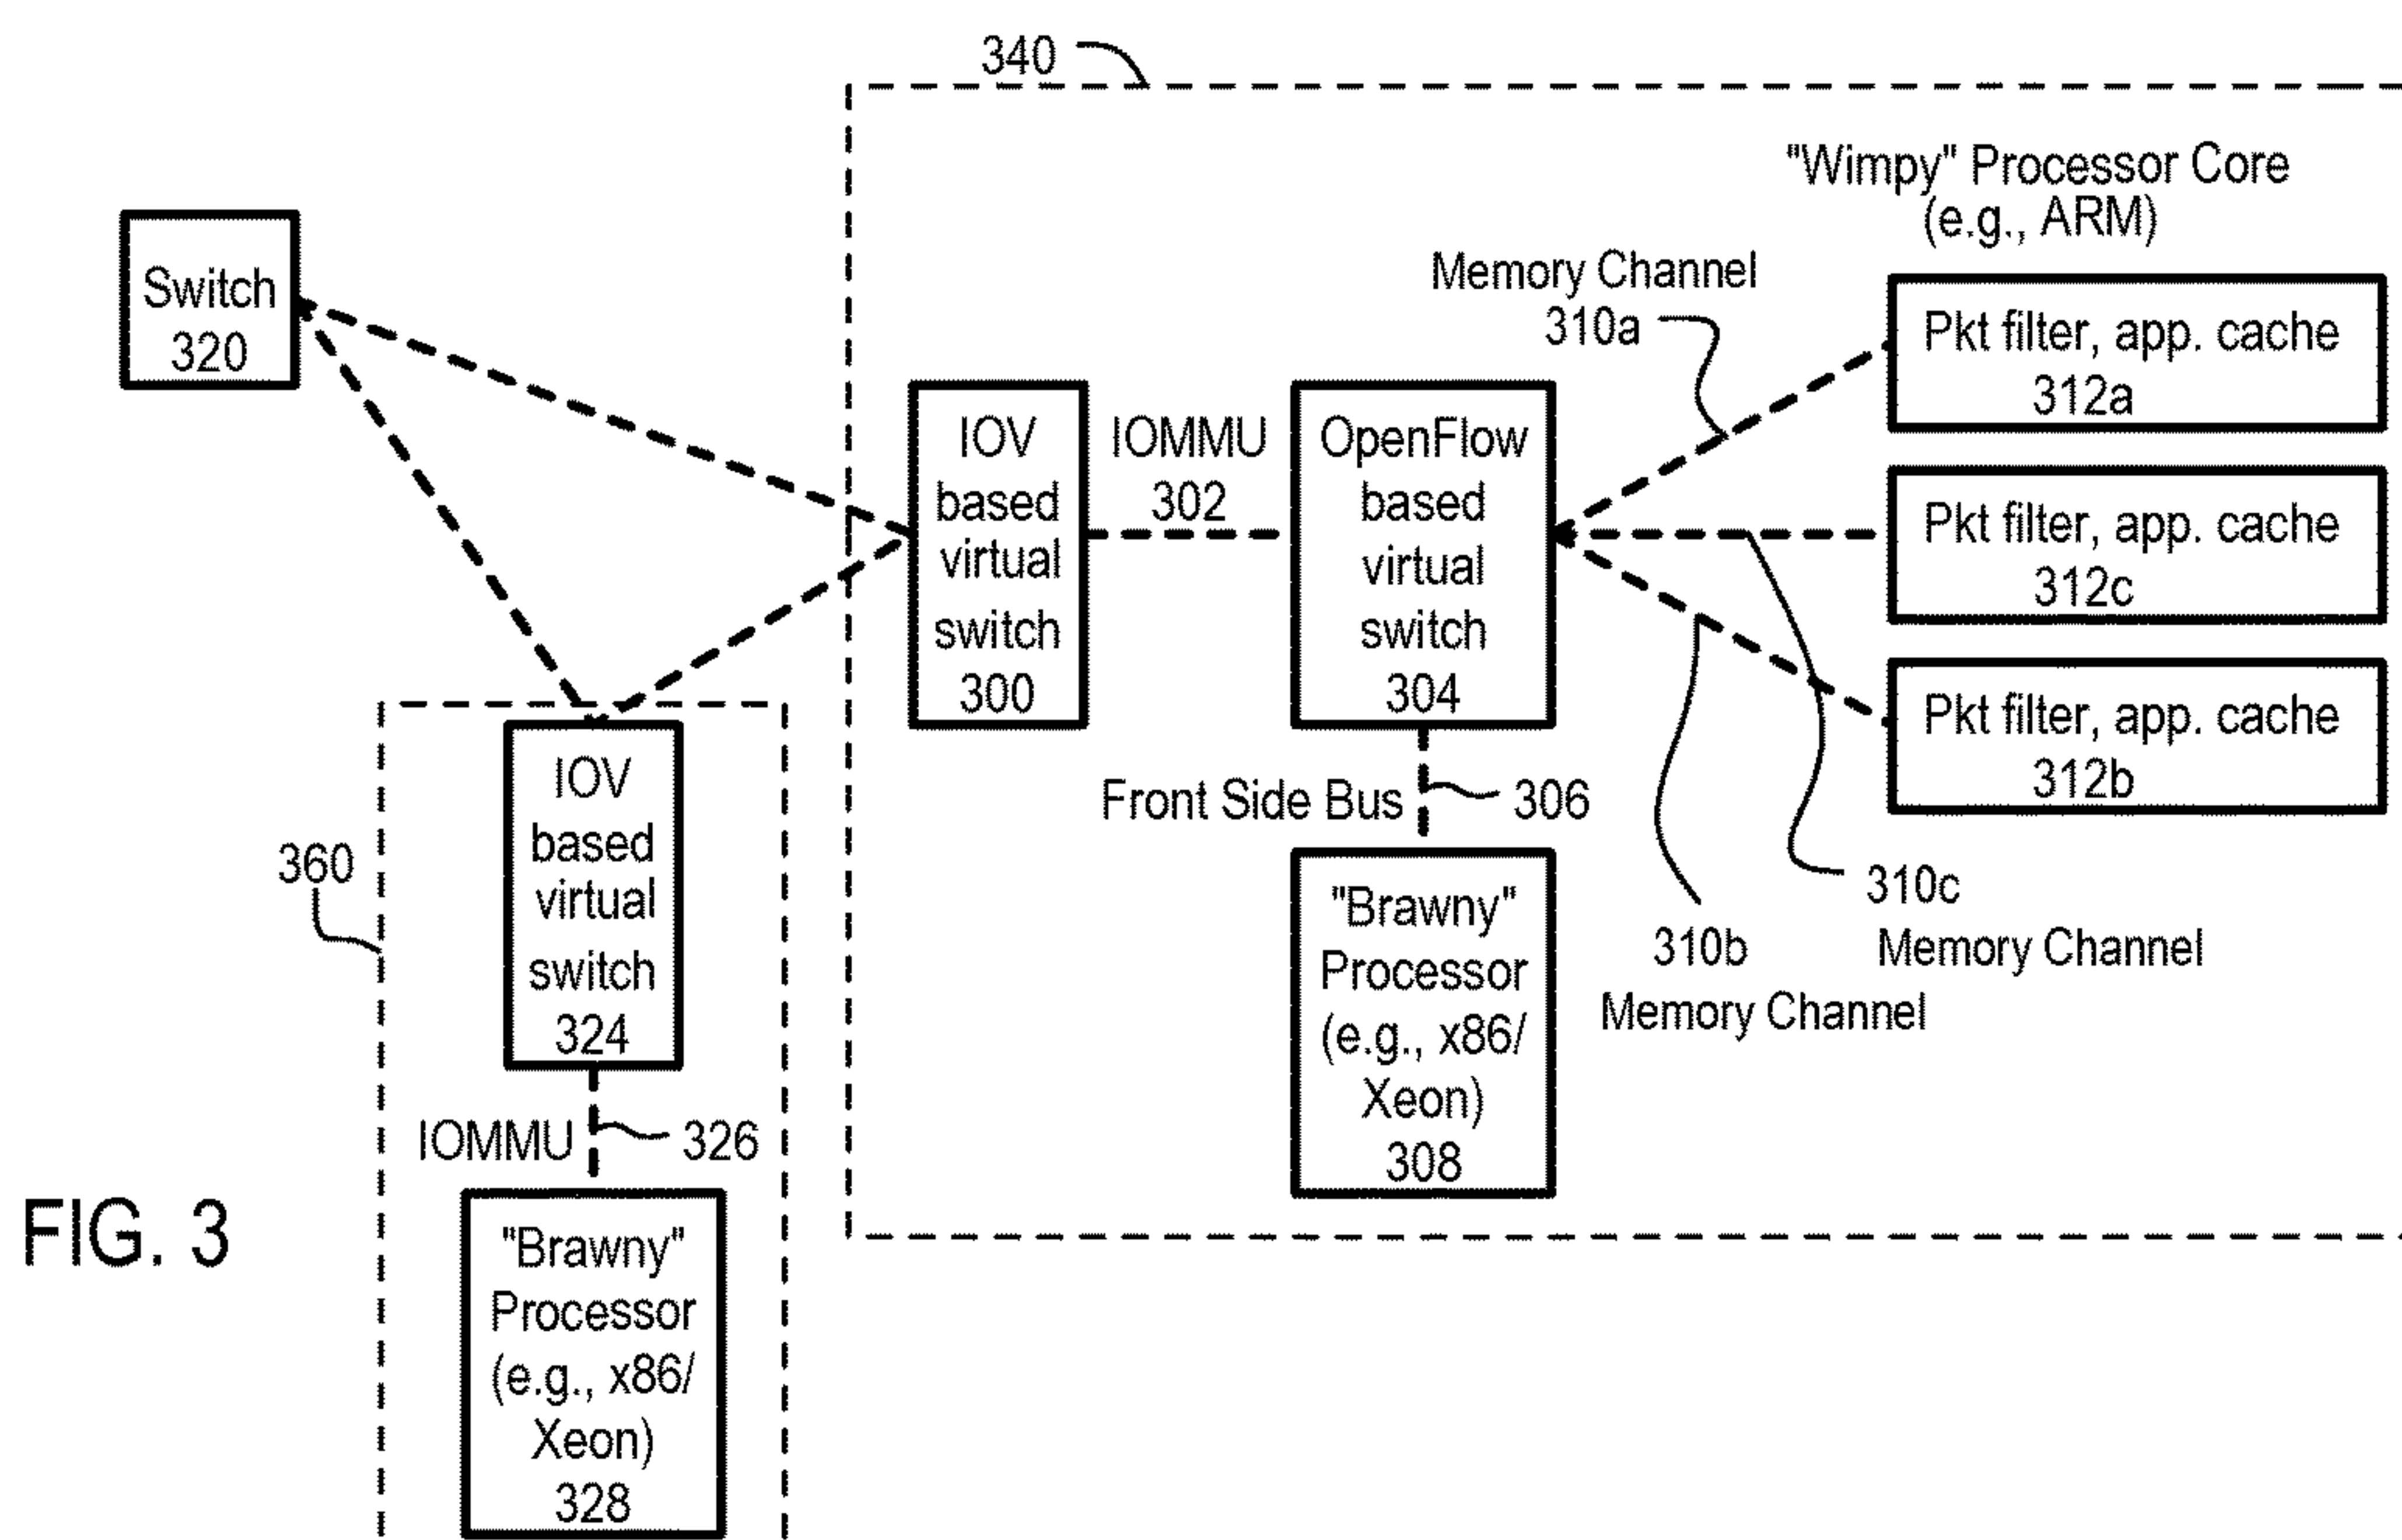 340
"Wimpy" Processor Core
(e.g., ARM)
Switch
320
Memory Channel
310a
Pkt filter, app. cache
312a
IOV
based
virtual
switch
300
IOMMU
302
OpenFlow
based
virtual
switch
304
Pkt filter, app. cache
312c
Pkt filter, app. cache
312b
Front Side Bus
306
310c
Memory Channel
310b
Memory Channel
"Brawny"
Processor
(e.g., x86/
Xeon)
308
360
IOV
based
virtual
switch
324
IOMMU
326
"Brawny"
Processor
(e.g., x86/
Xeon)
328
FIG. 3